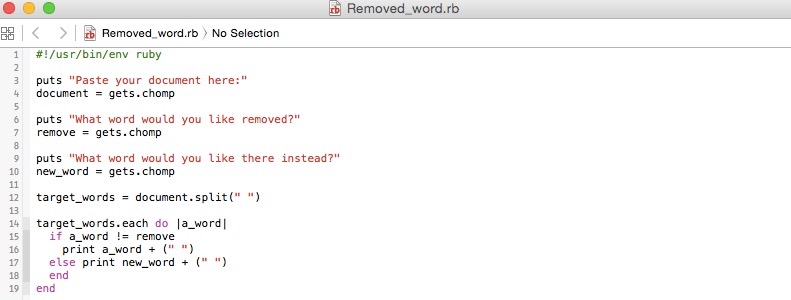 Removed_word.rb
Removed_word.rb 〉 No Selection
1 #!/usr/bin/env ruby
2
3 puts "Paste your document here:"
4 document = gets.chomp
5
6 puts "What word would you like removed?"
7 remove = gets.chomp
8
9 puts "What word would you like there instead?"
10 new_word = gets.chomp
11
12 target_words = document.split(" ")
13
14 target_words.each do |a_word|
15   if a_word != remove
16     print a_word + (" ")
17   else print new_word + (" ")
18   end
19 end